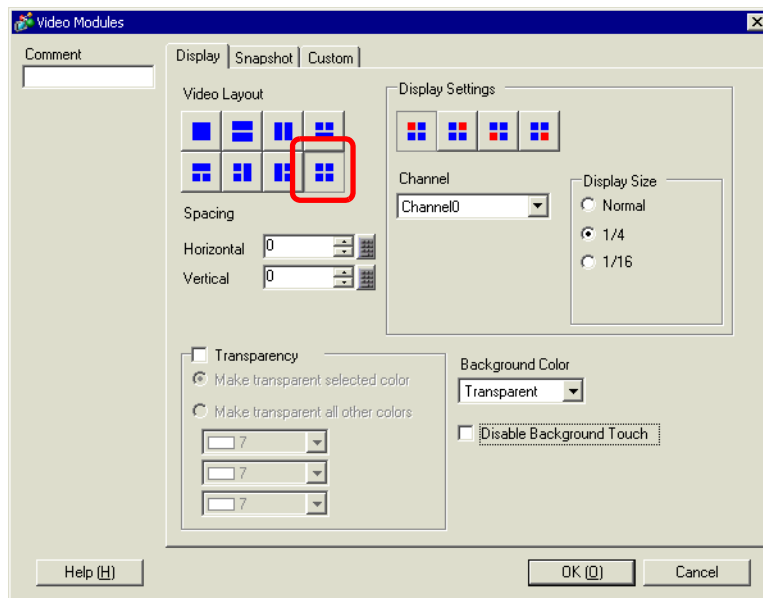 Video Modules
Comment
Display Snapshot Custom
Video Layout
Display Settings
Channel
Channel0
Display Size
Normal
1/4
1/16
Spacing
Horizontal 0
Vertical 0
Transparency
Make transparent selected color
Make transparent all other colors
7
7
7
Background Color
Transparent
Disable Background Touch
Help (H) OK (O) Cancel